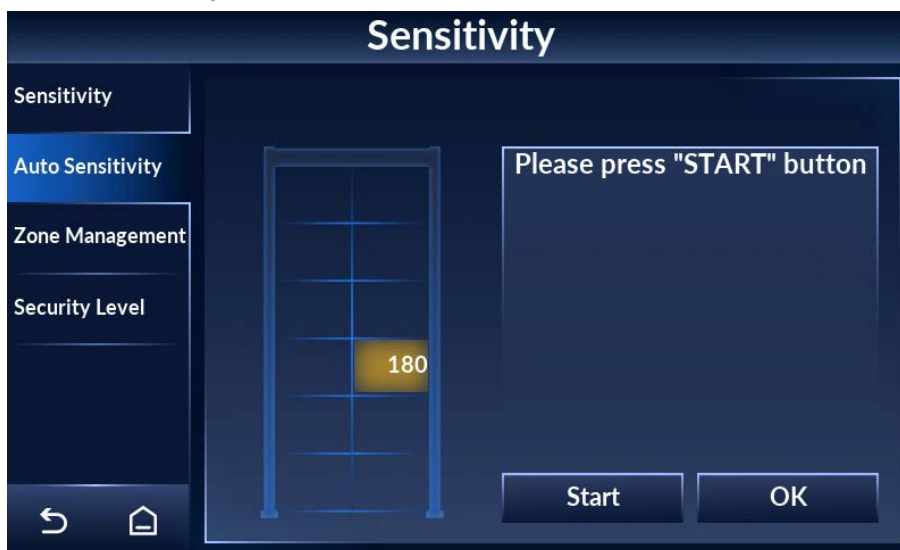 Sensitivity
Sensitivity
Auto Sensitivity
Zone Management
Security Level
Please press "START" button
180
Start
OK